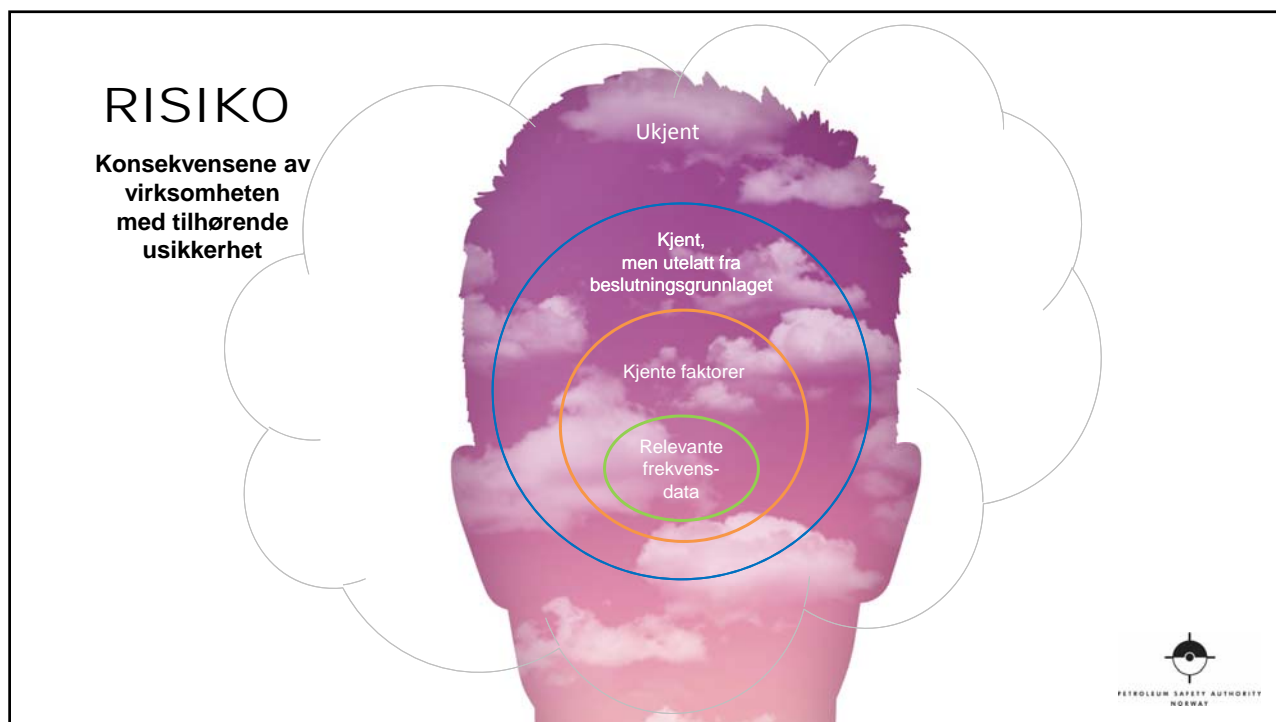 RISIKO
Konsekvensene av
virksomheten
med tilhørende
usikkerhet
Ukjent
Kjent,
men utelatt fra
beslutningsgrunnlaget
Kjente faktorer
Relevante
frekvens-
data
PETROLEUM SAFETY AUTHORITY
NORWAY